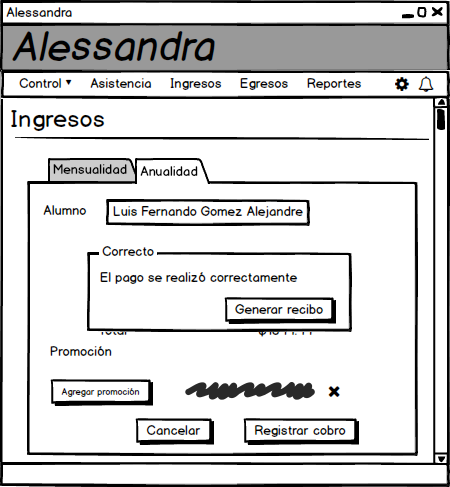 Alessandra
Alessandra
Control Asistencia Ingresos Egresos Reportes
Ingresos
Mensualidad Anualidad
Alumno Luis Fernando Gomez Alejandre
Correcto
El pago se realizó correctamente
Generar recibo
Total
Promoción
Agregar promoción
Cancelar Registrar cobro